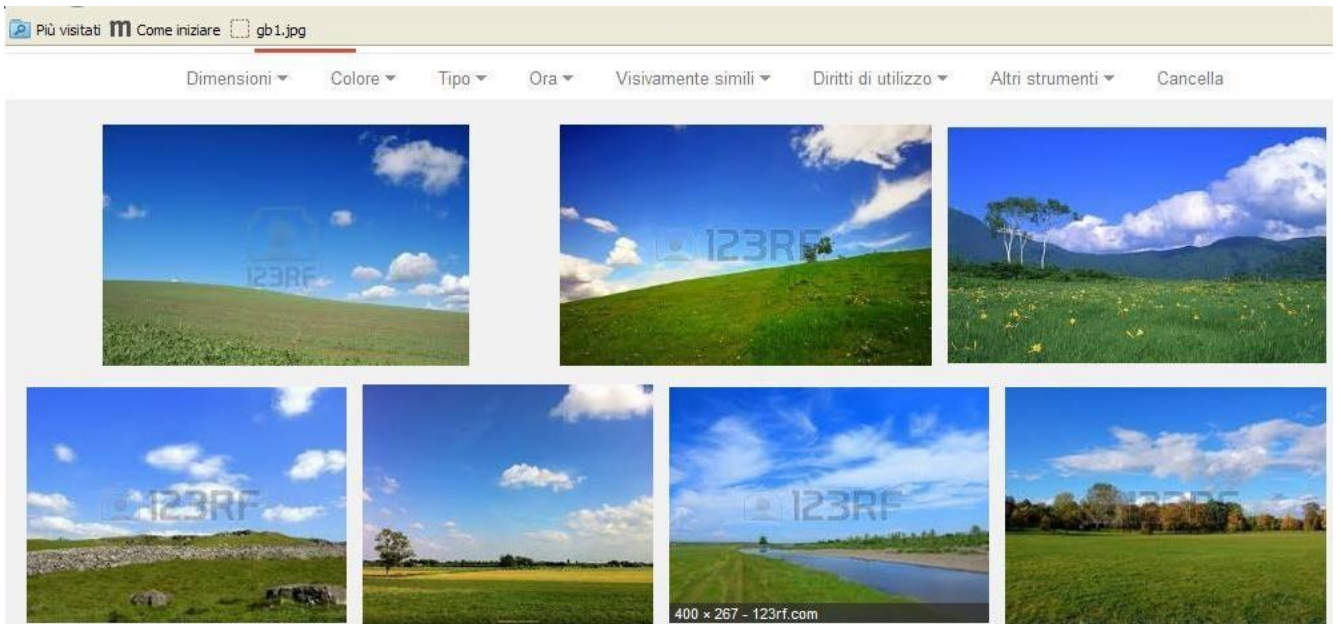 Più visitati m Come iniziare gb1.jpg
Dimensioni Colore Tipo Ora Visivamente simili Diritti di utilizzo Altri strumenti Cancella
123RF
123RF
123RF
123RF
123RF
400 × 267 - 123rf.com